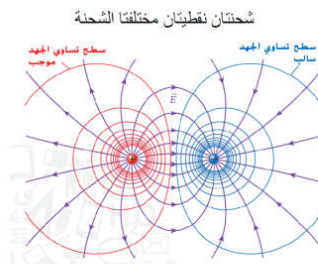 شحنتان نقطيتان مختلفتا الشحنة
سطح تساوي الجهد
سالب
سطح تساوي الجهد
موجب
E